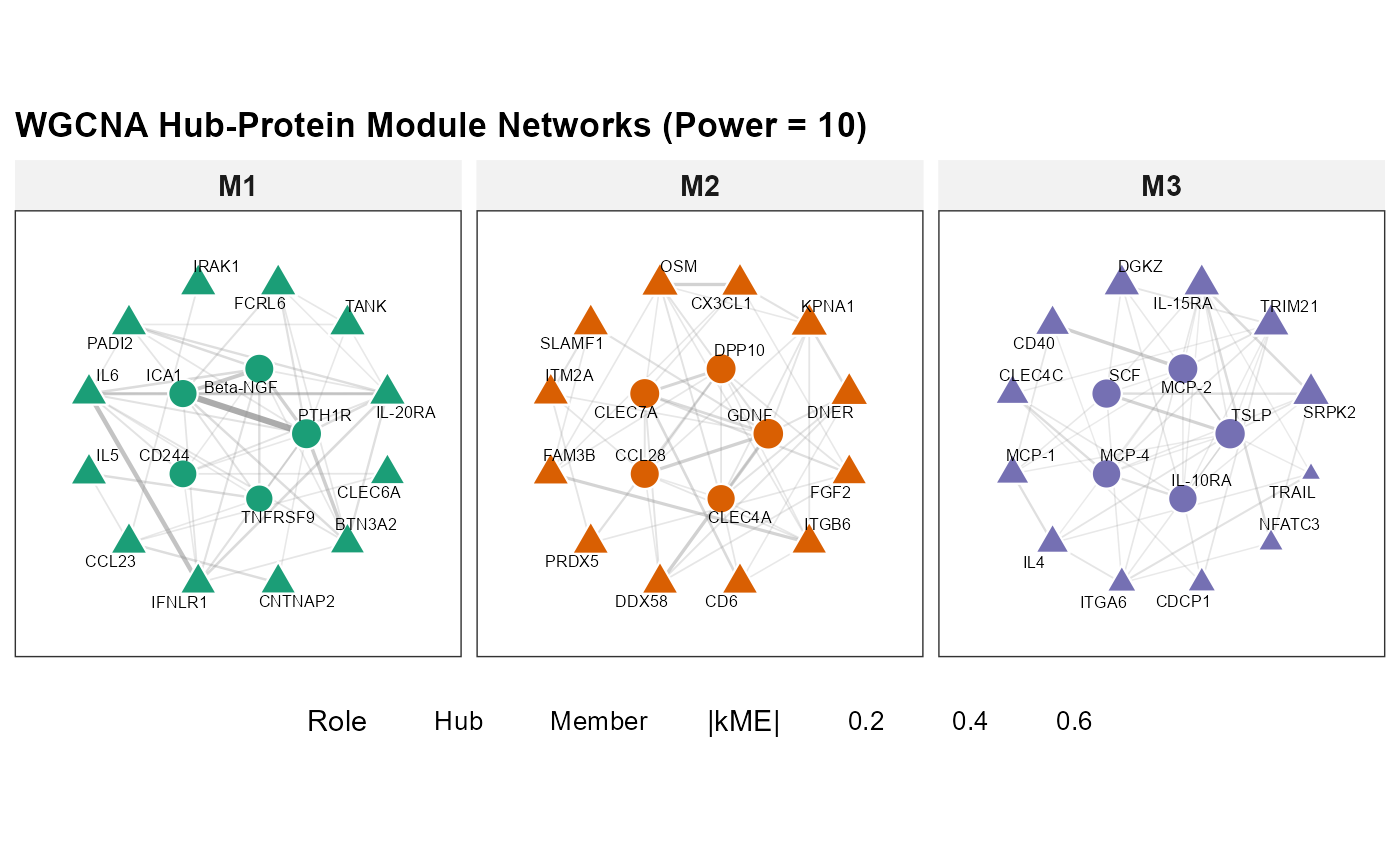 WGCNA Hub-Protein Module Networks (Power = 10)
M1
IRAK1
FCRL6
TANK
PADI2
IL6
ICA1
Beta-NGF
PTH1R
IL-20RA
IL5
CD244
CLEC6A
TNFRSF9
BTN3A2
CCL23
IFNLR1
CNTNAP2
M2
OSM
CX3CL1
KPNA1
SLAMF1
DPP10
ITM2A
CLEC7A
GDNF
DNER
FAM3B
CCL28
FGF2
CLEC4A
ITGB6
PRDX5
DDX58
CD6
M3
DGKZ
IL-15RA
TRIM21
CD40
CLEC4C
SCF
MCP-2
TSLP
SRPK2
MCP-1
MCP-4
IL-10RA
TRAIL
NFATC3
IL4
ITGA6
CDCP1
Role Hub Member |kME| 0.2 0.4 0.6